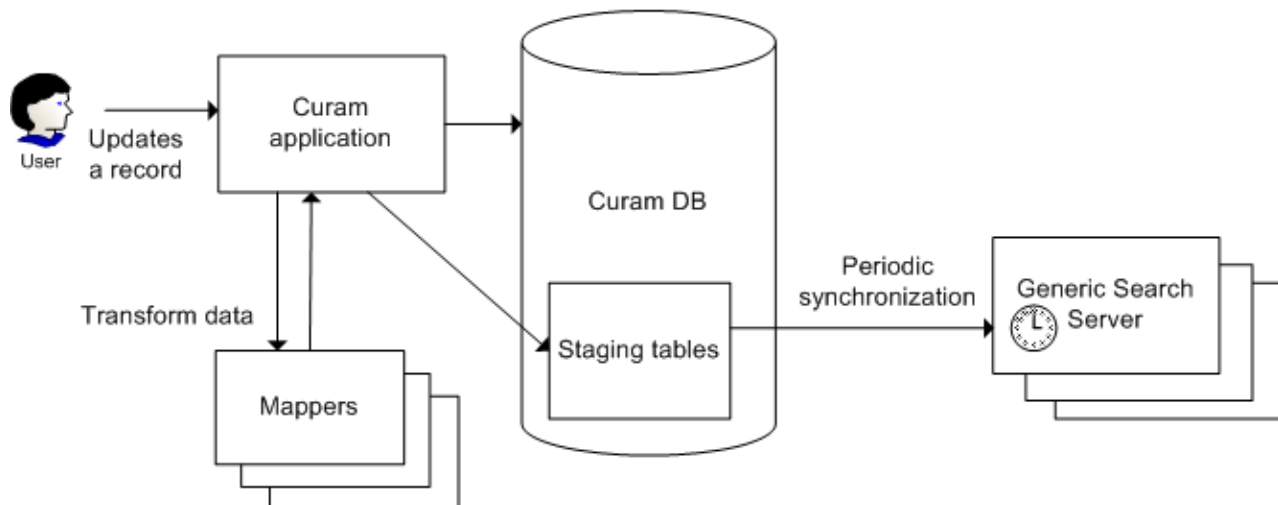 Curam
application
User
Updates
a record
Curam DB
Transform data
Mappers
Staging tables
Periodic
synchronization
Generic Search
Server